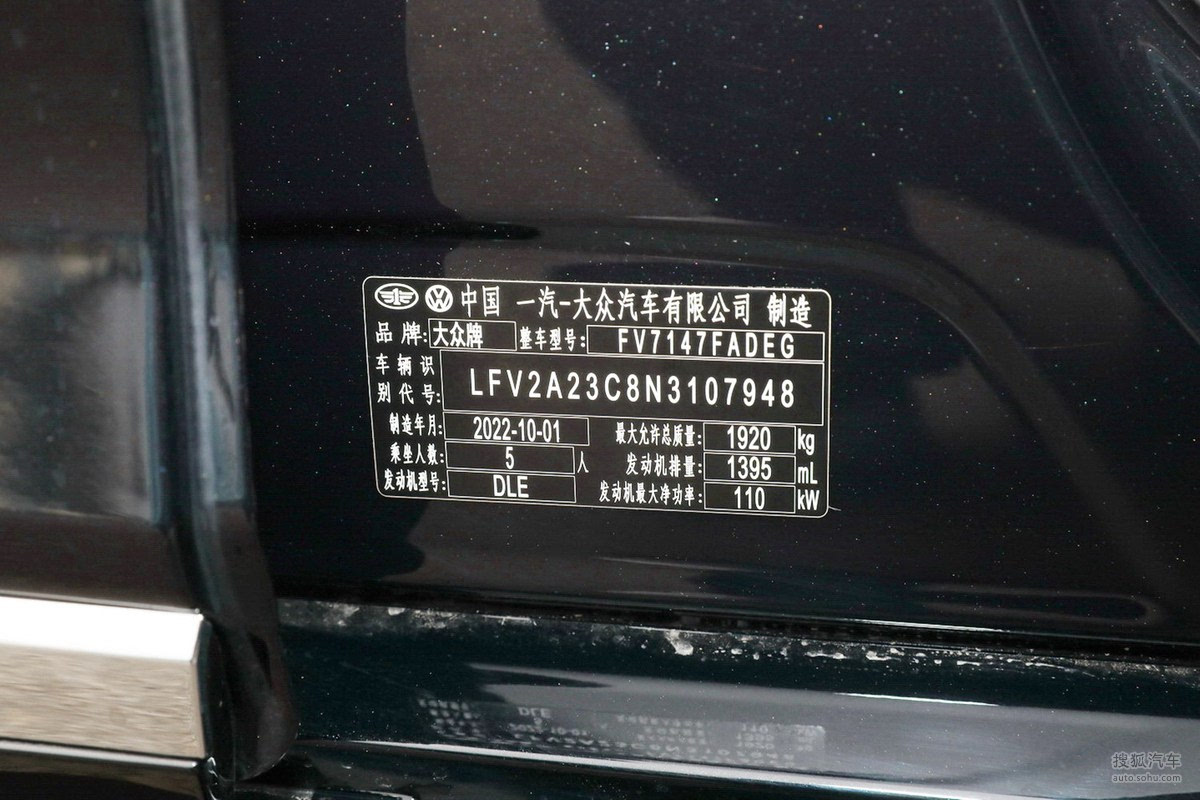 中国 一汽-大众汽车有限公司 制造
品牌: 大众牌 整车型号: FV7147FADEG
车辆识别代号: LFV2A23C8N3107948
制造年月: 2022-10-01 最大允许总质量: 1920 kg
乘坐人数: 5 人 发动机排量: 1395 mL
发动机型号: DLE 发动机最大净功率: 110 kW
搜狐汽车
auto.sohu.com